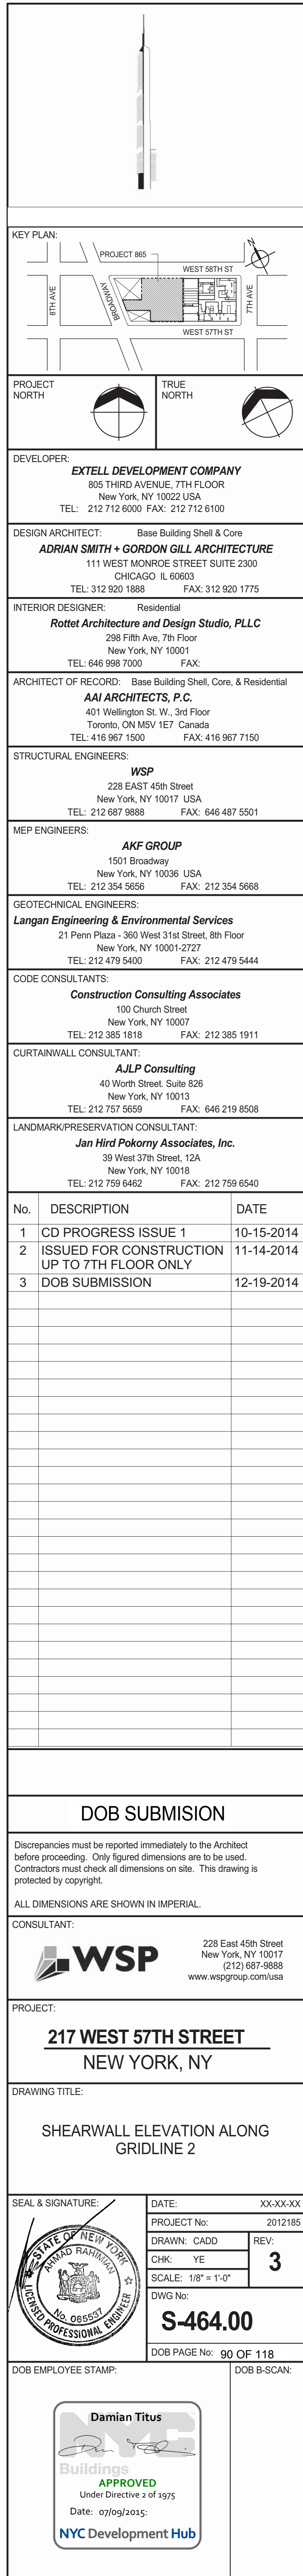 KEY PLAN:
N
PROJECT 865
WEST 58TH ST
8TH AVE
BROADWAY
7TH AVE
WEST 57TH ST
PROJECT
NORTH
TRUE
NORTH
DEVELOPER:
EXTELL DEVELOPMENT COMPANY
805 THIRD AVENUE, 7TH FLOOR
New York, NY 10022 USA
TEL: 212 712 6000 FAX: 212 712 6100
DESIGN ARCHITECT: Base Building Shell & Core
ADRIAN SMITH + GORDON GILL ARCHITECTURE
111 WEST MONROE STREET SUITE 2300
CHICAGO IL 60603
TEL: 312 920 1888 FAX: 312 920 1775
INTERIOR DESIGNER: Residential
Rottet Architecture and Design Studio, PLLC
298 Fifth Ave, 7th Floor
New York, NY 10001
TEL: 646 998 7000 FAX:
ARCHITECT OF RECORD: Base Building Shell, Core, & Residential
AAI ARCHITECTS, P.C.
401 Wellington St. W., 3rd Floor
Toronto, ON M5V 1E7 Canada
TEL: 416 967 1500 FAX: 416 967 7150
STRUCTURAL ENGINEERS:
WSP
228 EAST 45th Street
New York, NY 10017 USA
TEL: 212 687 9888 FAX: 646 487 5501
MEP ENGINEERS:
AKF GROUP
1501 Broadway
New York, NY 10036 USA
TEL: 212 354 5656 FAX: 212 354 5668
GEOTECHNICAL ENGINEERS:
Langan Engineering & Environmental Services
21 Penn Plaza - 360 West 31st Street, 8th Floor
New York, NY 10001-2727
TEL: 212 479 5400 FAX: 212 479 5444
CODE CONSULTANTS:
Construction Consulting Associates
100 Church Street
New York, NY 10007
TEL: 212 385 1818 FAX: 212 385 1911
CURTAINWALL CONSULTANT:
AJLP Consulting
40 Worth Street. Suite 826
New York, NY 10013
TEL: 212 757 5659 FAX: 646 219 8508
LANDMARK/PRESERVATION CONSULTANT:
Jan Hird Pokorny Associates, Inc.
39 West 37th Street, 12A
New York, NY 10018
TEL: 212 759 6462 FAX: 212 759 6540
No. DESCRIPTION DATE
1 CD PROGRESS ISSUE 1 10-15-2014
2 ISSUED FOR CONSTRUCTION 11-14-2014
UP TO 7TH FLOOR ONLY
3 DOB SUBMISSION 12-19-2014
DOB SUBMISION
Discrepancies must be reported immediately to the Architect
before proceeding. Only figured dimensions are to be used.
Contractors must check all dimensions on site. This drawing is
protected by copyright.
ALL DIMENSIONS ARE SHOWN IN IMPERIAL.
CONSULTANT:
WSP
228 East 45th Street
New York, NY 10017
(212) 687-9888
www.wspgroup.com/usa
PROJECT:
217 WEST 57TH STREET
NEW YORK, NY
DRAWING TITLE:
SHEARWALL ELEVATION ALONG
GRIDLINE 2
SEAL & SIGNATURE:
STATE OF NEW YORK
AHMAD RAHIMIAN
No. 065537
LICENSED PROFESSIONAL ENGINEER
DATE: XX-XX-XX
PROJECT No: 2012185
DRAWN: CADD
CHK: YE
SCALE: 1/8" = 1'-0"
REV:
3
DWG No:
S-464.00
DOB PAGE No: 90 OF 118
DOB EMPLOYEE STAMP:
DOB B-SCAN:
NYC
Damian Titus
Buildings
APPROVED
Under Directive 2 of 1975
Date: 07/09/2015:
NYC Development Hub